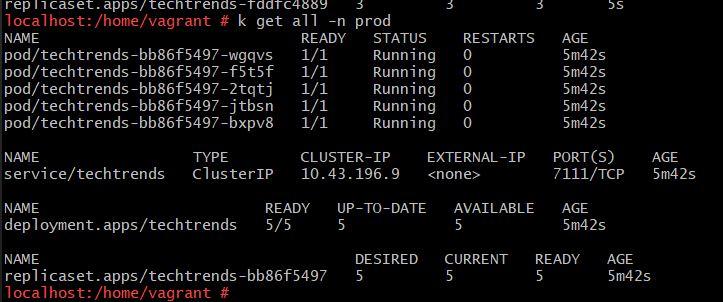 replicaset.apps/techtrends-fddfc4889 3 3 3 5s
localhost:/home/vagrant # k get all -n prod
NAME READY STATUS RESTARTS AGE
pod/techtrends-bb86f5497-wgqvs 1/1 Running 0 5m42s
pod/techtrends-bb86f5497-f5t5f 1/1 Running 0 5m42s
pod/techtrends-bb86f5497-2tqtj 1/1 Running 0 5m42s
pod/techtrends-bb86f5497-jtbsn 1/1 Running 0 5m42s
pod/techtrends-bb86f5497-bxpv8 1/1 Running 0 5m42s
NAME TYPE CLUSTER-IP EXTERNAL-IP PORT(S) AGE
service/techtrends ClusterIP 10.43.196.9 <none> 7111/TCP 5m42s
NAME READY UP-TO-DATE AVAILABLE AGE
deployment.apps/techtrends 5/5 5 5 5m42s
NAME DESIRED CURRENT READY AGE
replicaset.apps/techtrends-bb86f5497 5 5 5 5m42s
localhost:/home/vagrant #